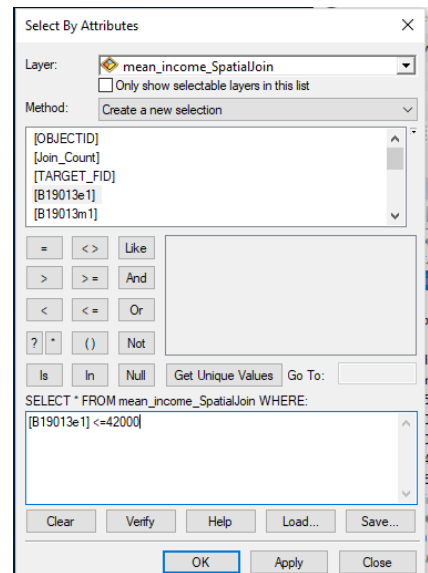 Select By Attributes
Layer: mean_income_SpatialJoin
Only show selectable layers in this list
Method: Create a new selection
[OBJECTID]
[Join_Count]
[TARGET_FID]
[B19013e1]
[B19013m1]
= <> Like
> > = And
< < = Or
? * () Not
Is In Null Get Unique Values Go To:
SELECT * FROM mean_income_SpatialJoin WHERE:
[B19013e1] <=42000
Clear Verify Help Load... Save...
OK Apply Close